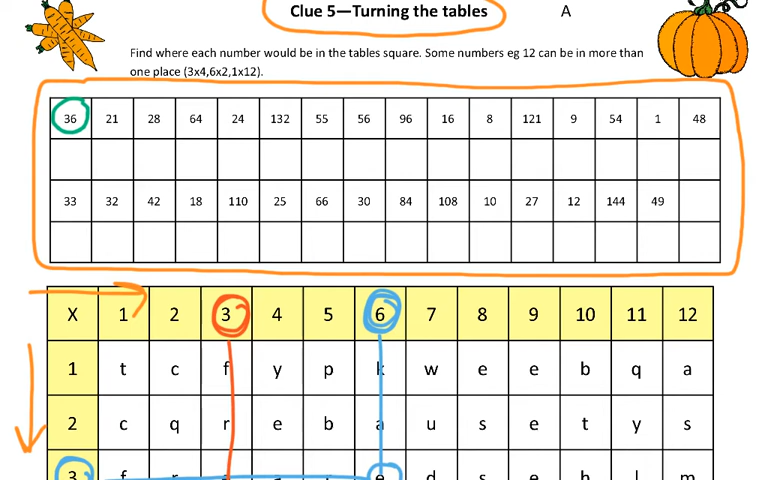 Clue 5—Turning the tables A
Find where each number would be in the tables square. Some numbers eg 12 can be in more than
one place (3x4,6x2,1x12).
36 21 28 64 24 132 55 56 96 16 8 121 9 54 1 48
33 32 42 18 110 25 66 30 84 108 10 27 12 144 49
X 1 2 3 4 5 6 7 8 9 10 11 12
1 t c f y p k w e e b q a
2 c q r e b a u s e t y s
3 f r r e d s e h l m